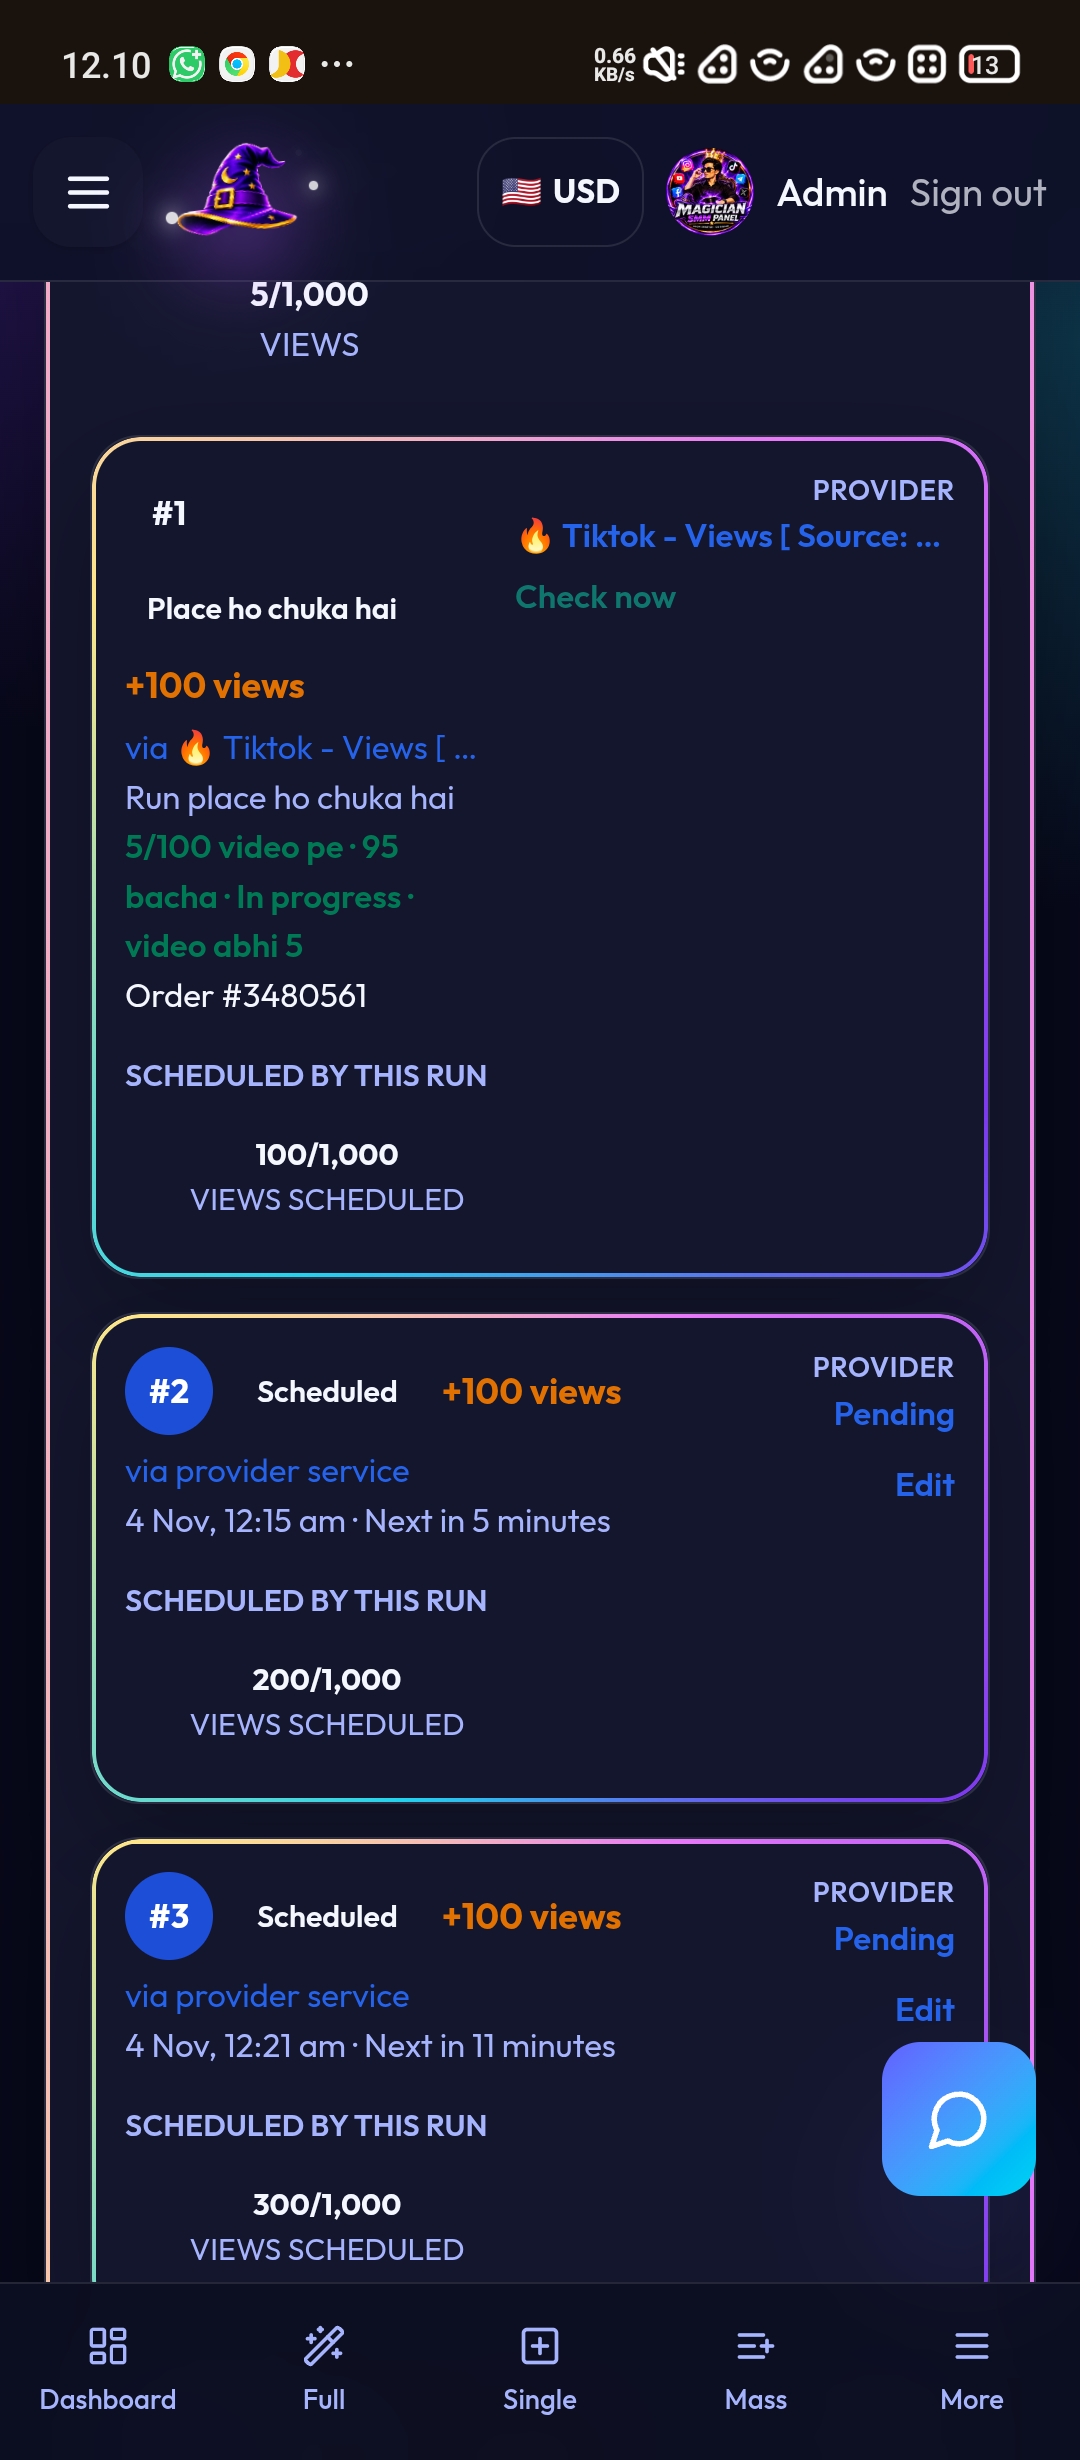 12.10
0.66
KB/s
13
USD
MAGICIAN
SMM PANEL
Admin
Sign out
5/1,000
VIEWS
#1
PROVIDER
🔥 Tiktok - Views [ Source: ...
Check now
Place ho chuka hai
+100 views
via 🔥 Tiktok - Views [ ...
Run place ho chuka hai
5/100 video pe · 95
bacha · In progress ·
video abhi 5
Order #3480561
SCHEDULED BY THIS RUN
100/1,000
VIEWS SCHEDULED
#2
Scheduled
+100 views
PROVIDER
Pending
Edit
via provider service
4 Nov, 12:15 am · Next in 5 minutes
SCHEDULED BY THIS RUN
200/1,000
VIEWS SCHEDULED
#3
Scheduled
+100 views
PROVIDER
Pending
Edit
via provider service
4 Nov, 12:21 am · Next in 11 minutes
SCHEDULED BY THIS RUN
300/1,000
VIEWS SCHEDULED
Dashboard
Full
Single
Mass
More